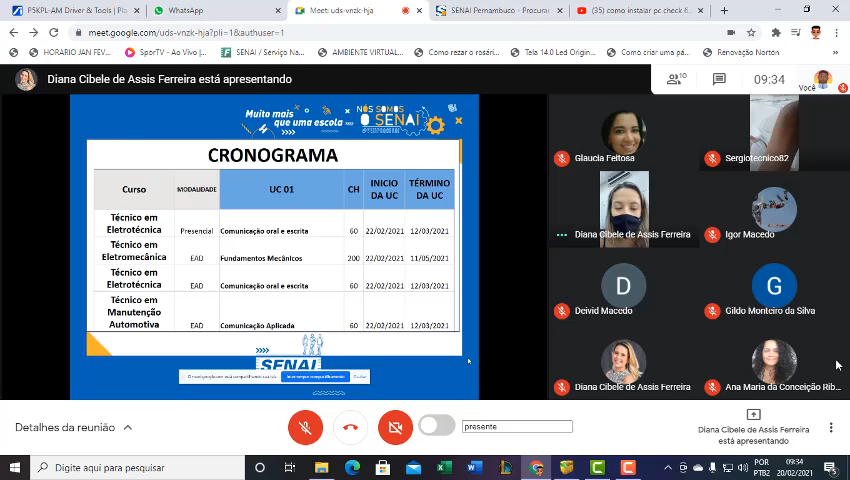 P5KPL-AM Driver & Tools | Pla
WhatsApp
Meet: uds-vnzk-hja
SENAI Pernambuco - Procurar
(35) como instalar pc check 6.
meet.google.com/uds-vnzk-hja?pli=1&authuser=1
HORARIO JAN FEV...
SporTV - Ao Vivo |...
SENAI / Serviço Na...
AMBIENTE VIRTUAL...
Como rezar o rosári...
Tela 14.0 Led Origin...
Como criar uma pá...
Renovação Norton
Diana Cibele de Assis Ferreira está apresentando
10
09:34
Você
Muito mais
que uma escola
NÓS SOMOS
O SENAI
CRONOGRAMA
Curso
MODALIDADE
UC 01
CH
INICIO
DA UC
TÉRMINO
DA UC
Técnico em
Eletrotécnica
Presencial
Comunicação oral e escrita
60
22/02/2021
12/03/2021
Técnico em
Eletromecânica
EAD
Fundamentos Mecânicos
200
22/02/2021
11/05/2021
Técnico em
Eletrotécnica
EAD
Comunicação oral e escrita
60
22/02/2021
12/03/2021
Técnico em
Manutenção
Automotiva
EAD
Comunicação Aplicada
60
22/02/2021
12/03/2021
SENAI
Glaucia Feitosa
Sergiotecnico82
Diana Cibele de Assis Ferreira
Igor Macedo
D
Deivid Macedo
G
Gildo Monteiro da Silva
Diana Cibele de Assis Ferreira
Ana Maria da Conceição Rib...
Detalhes da reunião
presente
Diana Cibele de Assis Ferreira
está apresentando
Digite aqui para pesquisar
POR
PTB2
09:34
20/02/2021